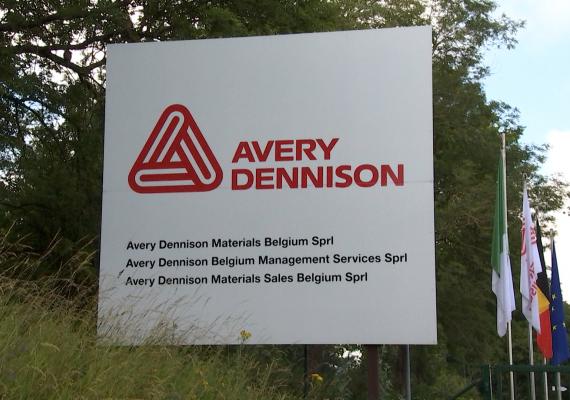 AVERY
DENNISON
Avery Dennison Materials Belgium Sprl
Avery Dennison Belgium Management Services Sprl
Avery Dennison Materials Sales Belgium Sprl